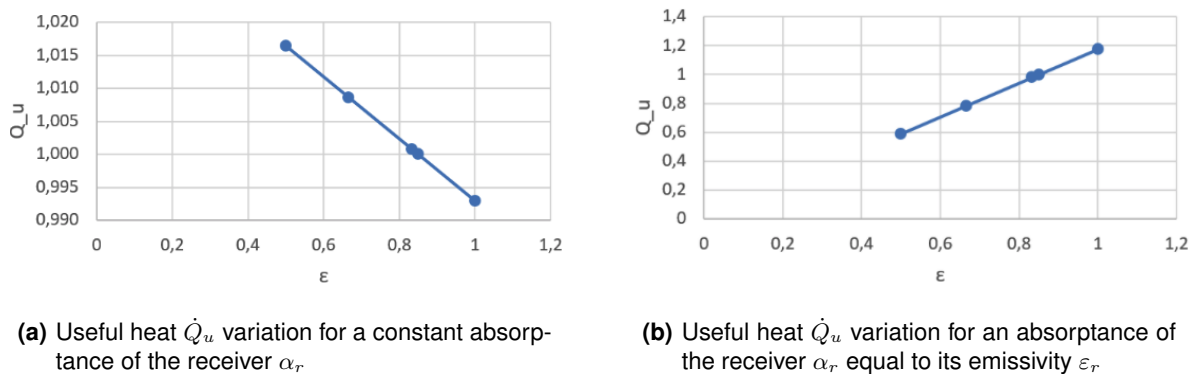 1,020
1,015
1,010
1,005
1,000
0,995
0,990
Q_u
0 0,2 0,4 0,6 0,8 1 1,2
ε
(a) Useful heat Q̇ᵤ variation for a constant absorp-
tance of the receiver αᵣ
1,4
1,2
1
0,8
0,6
0,4
0,2
0
Q_u
0 0,2 0,4 0,6 0,8 1 1,2
ε
(b) Useful heat Q̇ᵤ variation for an absorptance of
the receiver αᵣ equal to its emissivity εᵣ